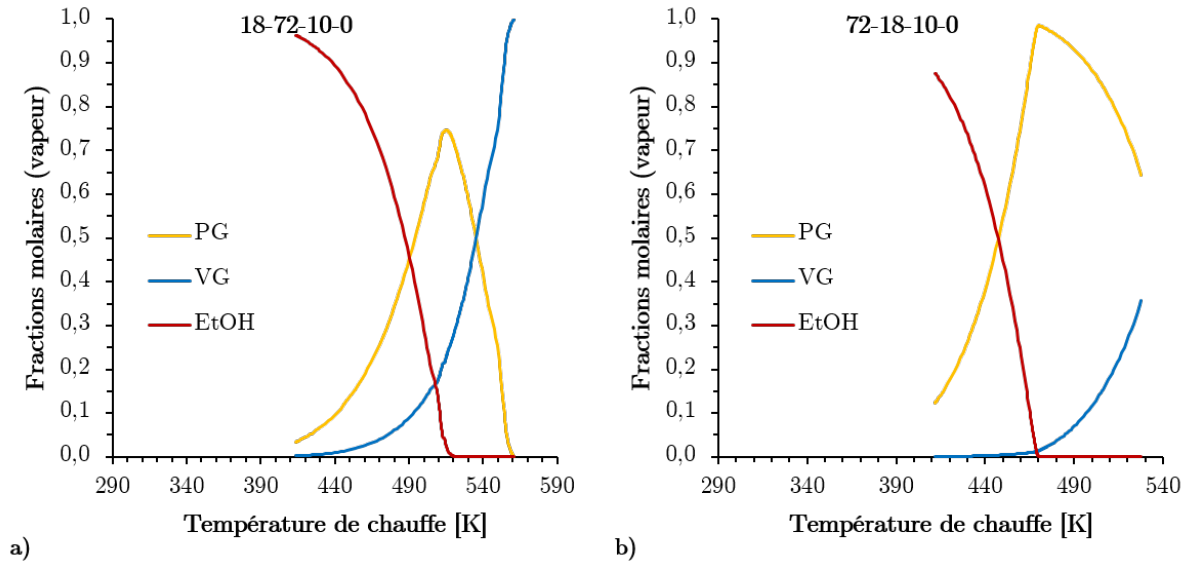 18-72-10-0
1,0
0,9
0,8
0,7
0,6
0,5
0,4
0,3
0,2
0,1
0,0
Fractions molaires (vapeur)
PG
VG
EtOH
290 340 390 440 490 540 590
Température de chauffe [K]
a)
72-18-10-0
1,0
0,9
0,8
0,7
0,6
0,5
0,4
0,3
0,2
0,1
0,0
Fractions molaires (vapeur)
PG
VG
EtOH
290 340 390 440 490 540
Température de chauffe [K]
b)